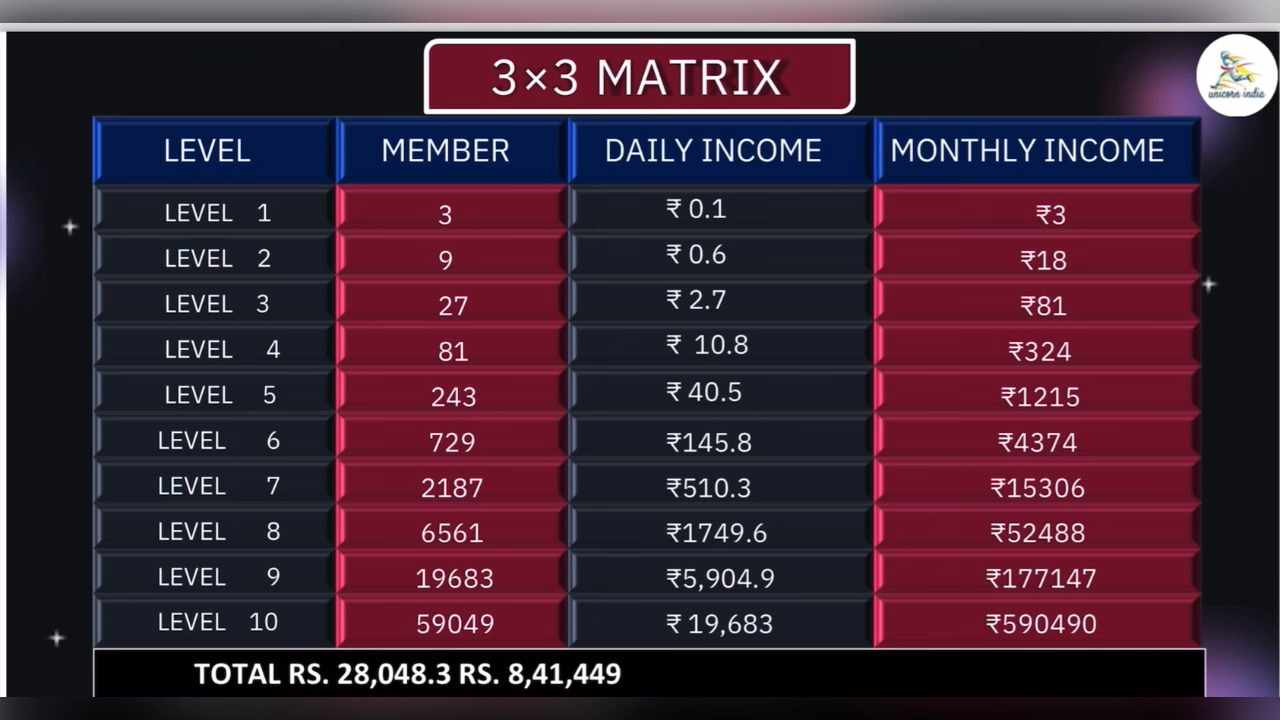 3×3 MATRIX
unicorn india
LEVEL MEMBER DAILY INCOME MONTHLY INCOME
LEVEL 1 3 ₹ 0.1 ₹3
LEVEL 2 9 ₹ 0.6 ₹18
LEVEL 3 27 ₹ 2.7 ₹81
LEVEL 4 81 ₹ 10.8 ₹324
LEVEL 5 243 ₹ 40.5 ₹1215
LEVEL 6 729 ₹145.8 ₹4374
LEVEL 7 2187 ₹510.3 ₹15306
LEVEL 8 6561 ₹1749.6 ₹52488
LEVEL 9 19683 ₹5,904.9 ₹177147
LEVEL 10 59049 ₹ 19,683 ₹590490
TOTAL RS. 28,048.3 RS. 8,41,449